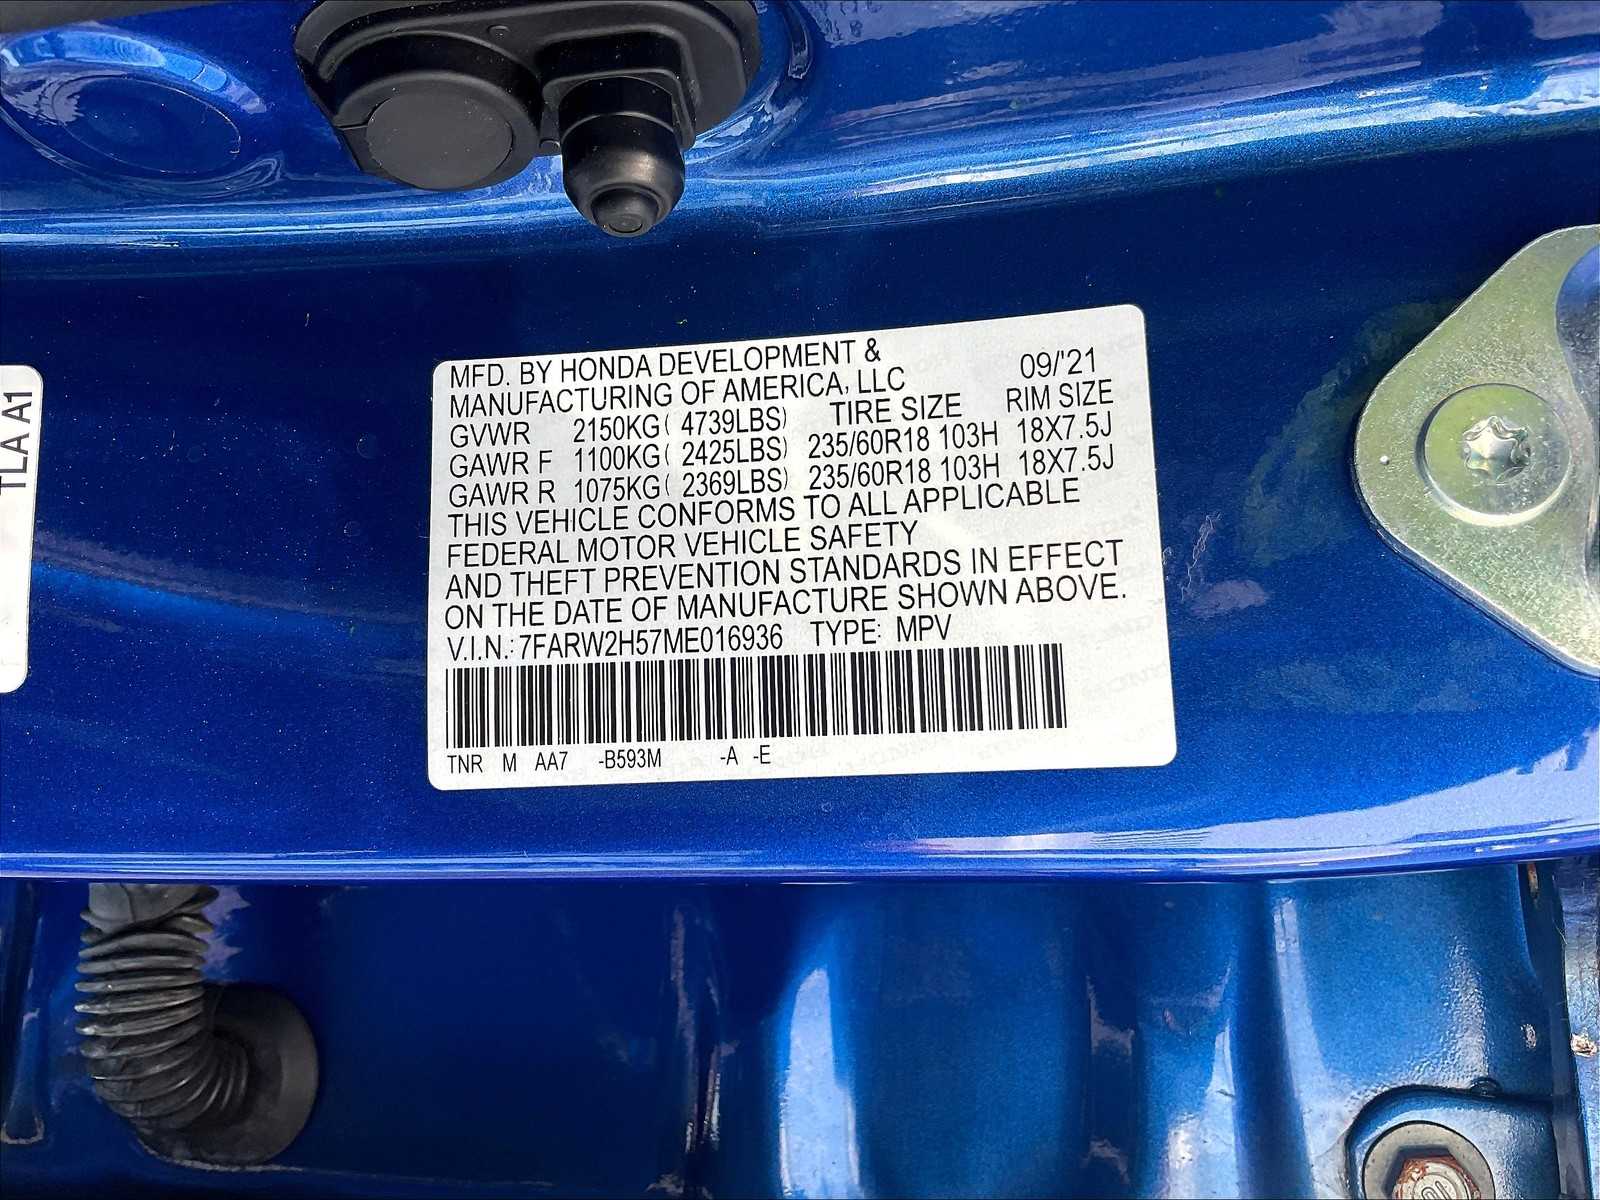 MFD. BY HONDA DEVELOPMENT & 09/'21
MANUFACTURING OF AMERICA, LLC
TIRE SIZE RIM SIZE
GVWR 2150KG( 4739LBS)
GAWR F 1100KG( 2425LBS) 235/60R18 103H 18X7.5J
GAWR R 1075KG( 2369LBS) 235/60R18 103H 18X7.5J
THIS VEHICLE CONFORMS TO ALL APPLICABLE
FEDERAL MOTOR VEHICLE SAFETY
AND THEFT PREVENTION STANDARDS IN EFFECT
ON THE DATE OF MANUFACTURE SHOWN ABOVE.
V.I.N.: 7FARW2H57ME016936 TYPE: MPV
TNR M AA7 -B593M -A -E
TLA A1